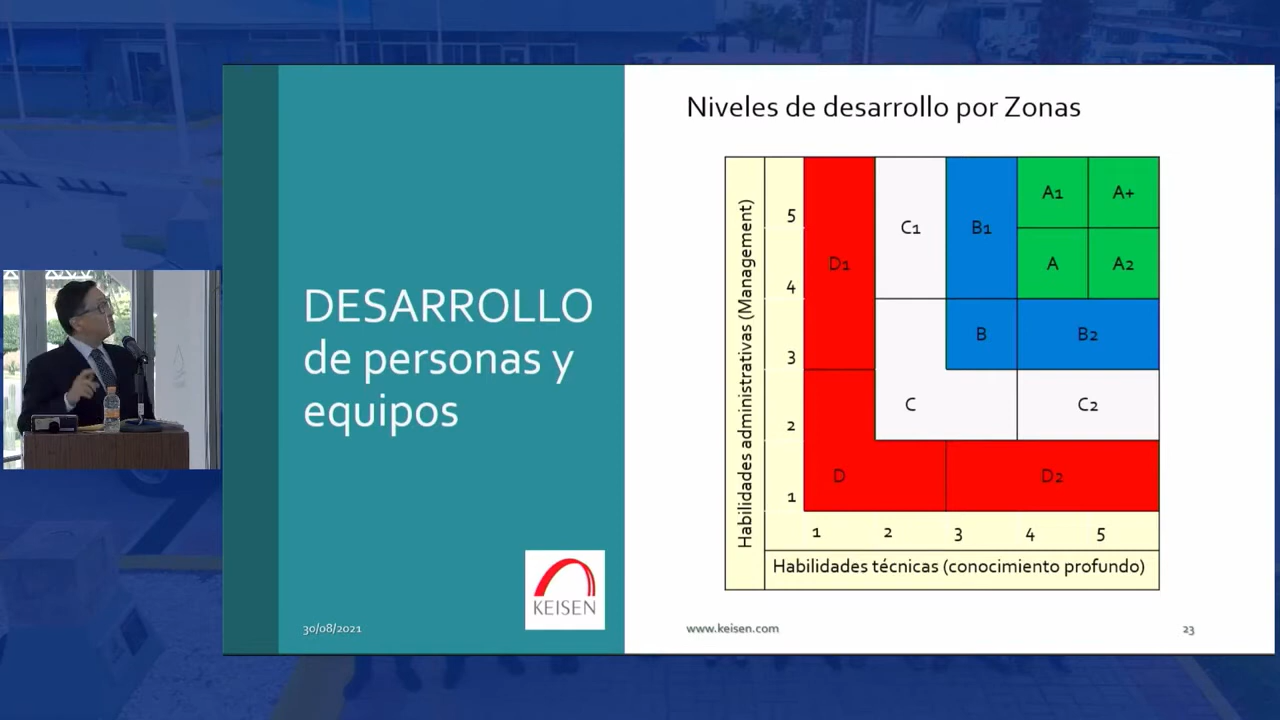 DESARROLLO
de personas y
equipos
KEISEN
30/08/2021
Niveles de desarrollo por Zonas
Habilidades administrativas (Management)
5
4
3
2
1
D1
C1
B1
A1
A+
A
A2
B
B2
C
C2
D
D2
1 2 3 4 5
Habilidades técnicas (conocimiento profundo)
www.keisen.com
23